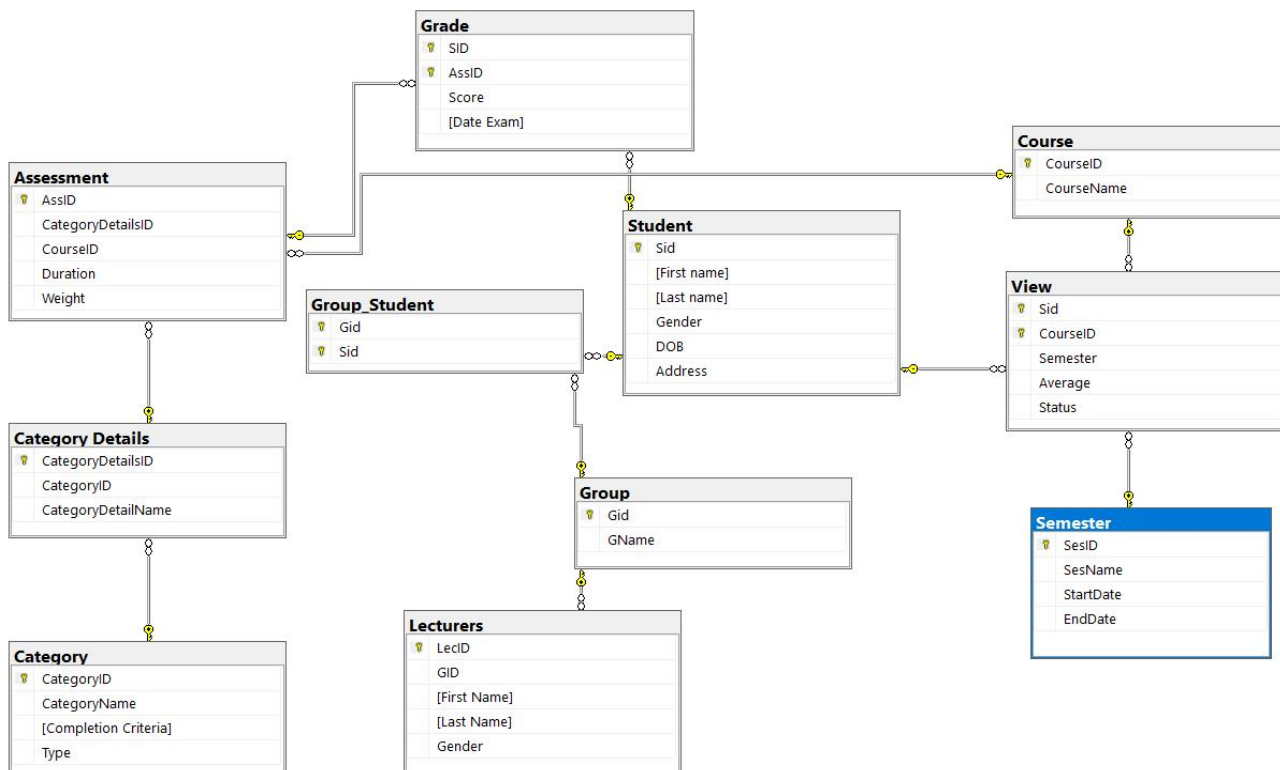 Grade
SID
AssID
Score
[Date Exam]
Course
CourseID
CourseName
Assessment
AssID
CategoryDetailsID
CourseID
Duration
Weight
Student
Sid
[First name]
[Last name]
Gender
DOB
Address
View
Sid
CourseID
Semester
Average
Status
Group_Student
Gid
Sid
Category Details
CategoryDetailsID
CategoryID
CategoryDetailName
Group
Gid
GName
Semester
SesID
SesName
StartDate
EndDate
Lecturers
LecID
GID
[First Name]
[Last Name]
Gender
Category
CategoryID
CategoryName
[Completion Criteria]
Type